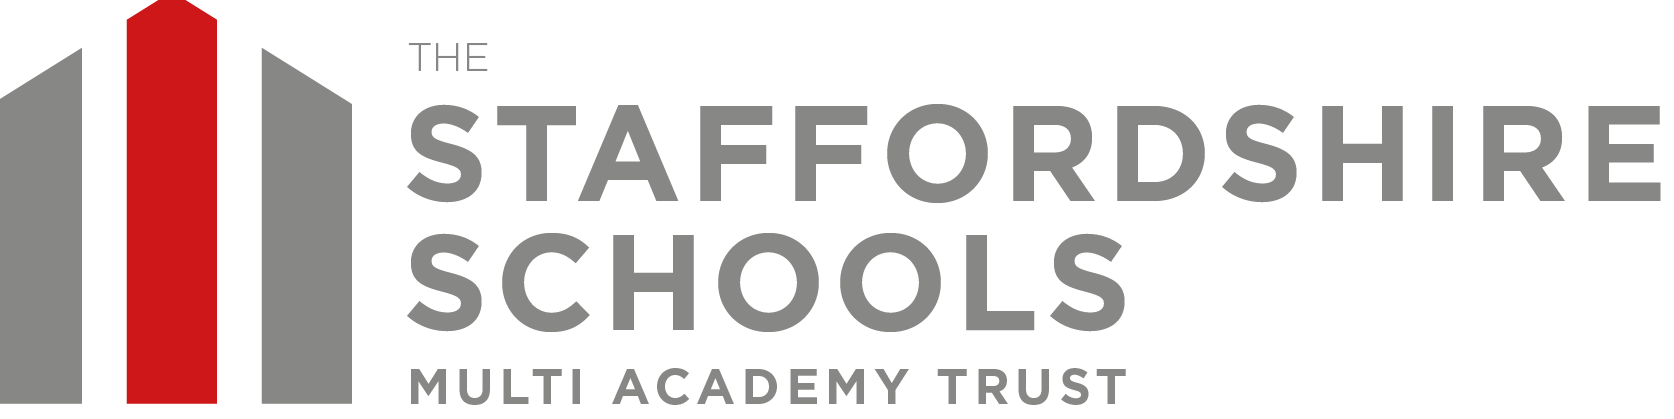 THE
STAFFORDSHIRE
SCHOOLS
MULTI ACADEMY TRUST